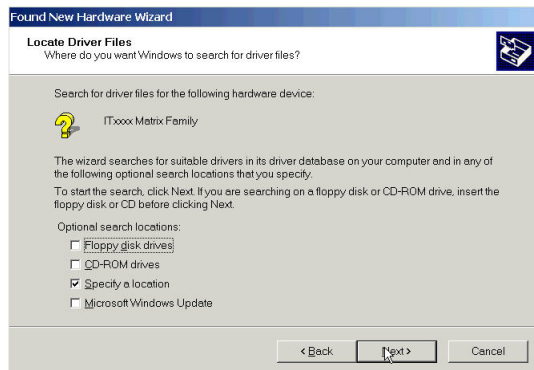 Found New Hardware Wizard
Locate Driver Files
Where do you want Windows to search for driver files?
Search for driver files for the following hardware device:
ITxxxx Matrix Family
The wizard searches for suitable drivers in its driver database on your computer and in any of
the following optional search locations that you specify.
To start the search, click Next. If you are searching on a floppy disk or CD-ROM drive, insert the
floppy disk or CD before clicking Next.
Optional search locations:
Floppy disk drives
CD-ROM drives
Specify a location
Microsoft Windows Update
< Back
Next >
Cancel